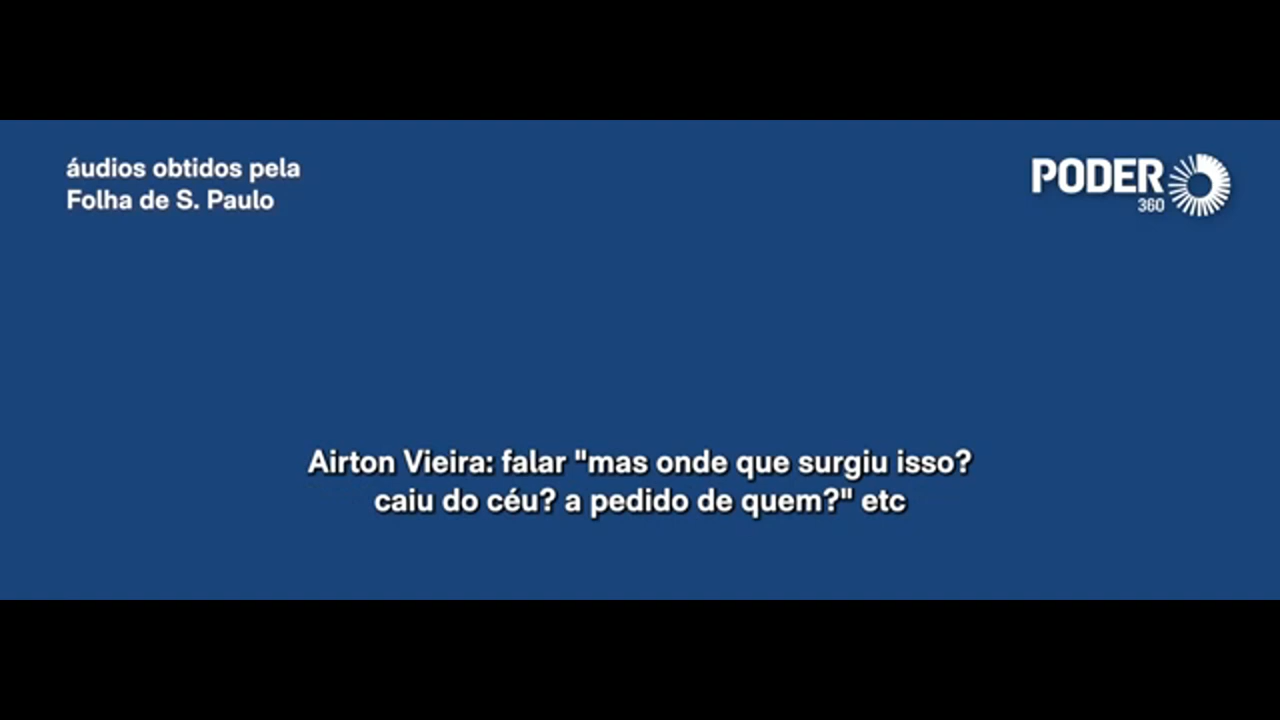 áudios obtidos pela
Folha de S. Paulo
PODER
360
Airton Vieira: falar "mas onde que surgiu isso?
caiu do céu? a pedido de quem?" etc